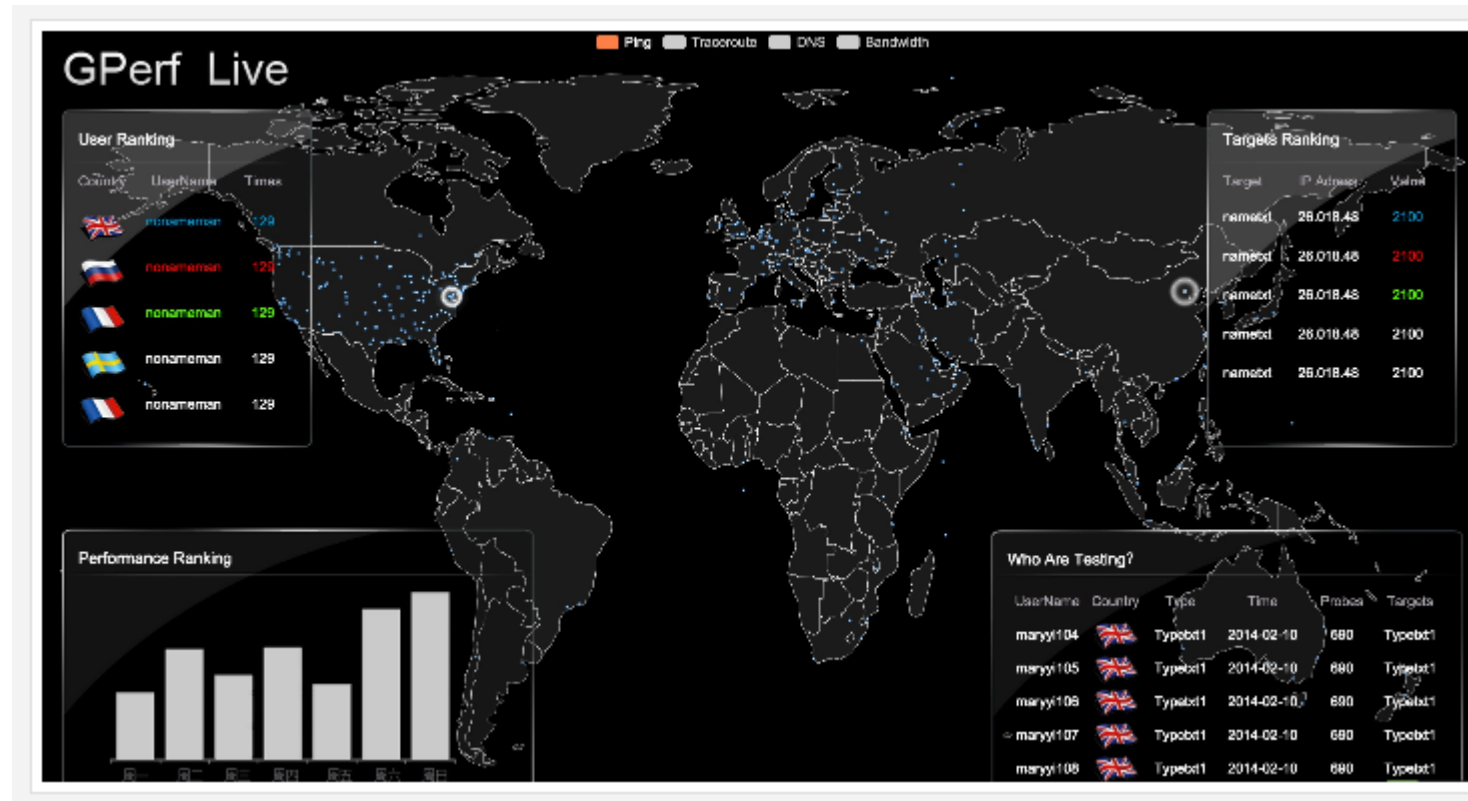 Ping Traceroute DNS Bandwidth
GPerf Live
User Ranking
Country UserName Times
nonameman 129
nonameman 129
nonameman 129
nonameman 129
nonameman 129
Targets Ranking
Target IP Adress Value
nametxt 26.018.48 2100
nametxt 26.018.48 2100
nametxt 26.018.48 2100
nametxt 26.018.48 2100
nametxt 26.018.48 2100
Performance Ranking
周一 周二 周三 周四 周五 周六 周日
Who Are Testing?
UserName Country Type Time Probes Targets
maryyi104 Typetxt1 2014-02-10 690 Typetxt1
maryyi105 Typetxt1 2014-02-10 690 Typetxt1
maryyi106 Typetxt1 2014-02-10 690 Typetxt1
maryyi107 Typetxt1 2014-02-10 690 Typetxt1
maryyi108 Typetxt1 2014-02-10 690 Typetxt1